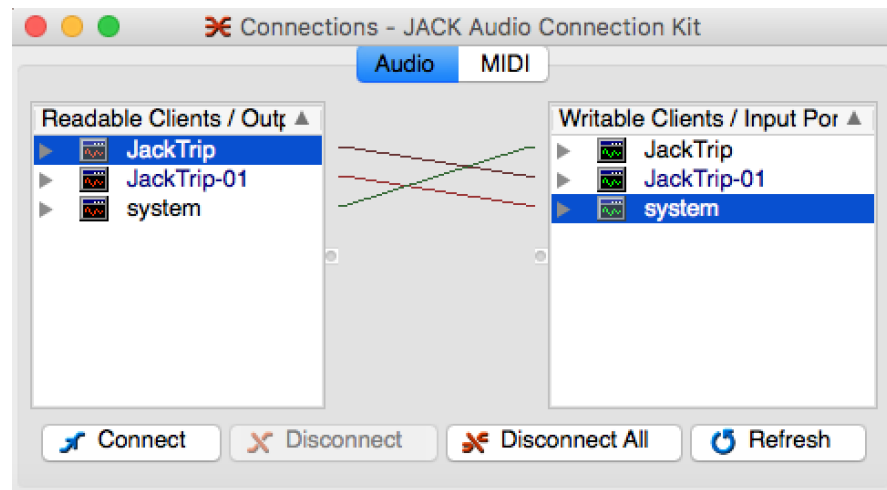 Connections - JACK Audio Connection Kit
Audio MIDI
Readable Clients / Outp
JackTrip
JackTrip-01
system
Writable Clients / Input Por
JackTrip
JackTrip-01
system
Connect Disconnect Disconnect All Refresh